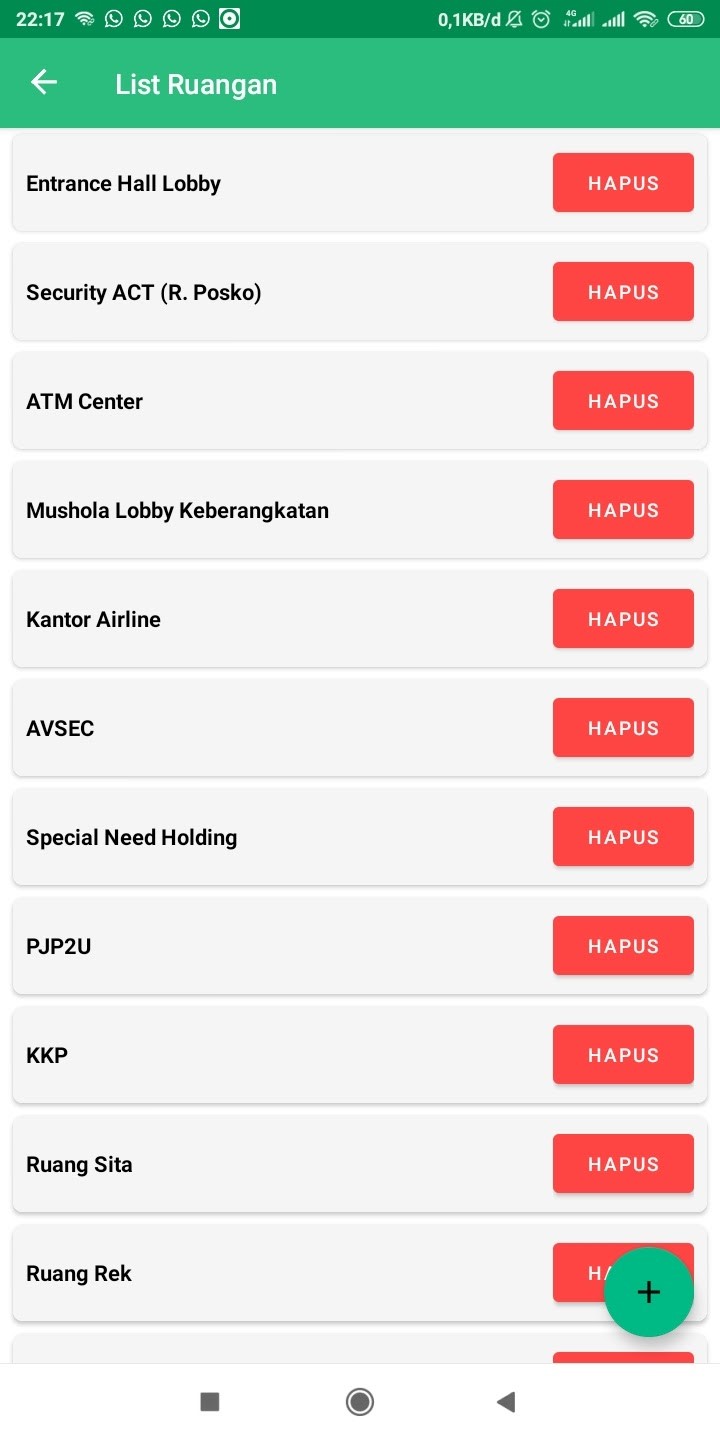 22:17 0,1KB/d 4G 60
List Ruangan
Entrance Hall Lobby HAPUS
Security ACT (R. Posko) HAPUS
ATM Center HAPUS
Mushola Lobby Keberangkatan HAPUS
Kantor Airline HAPUS
AVSEC HAPUS
Special Need Holding HAPUS
PJP2U HAPUS
KKP HAPUS
Ruang Sita HAPUS
Ruang Rek